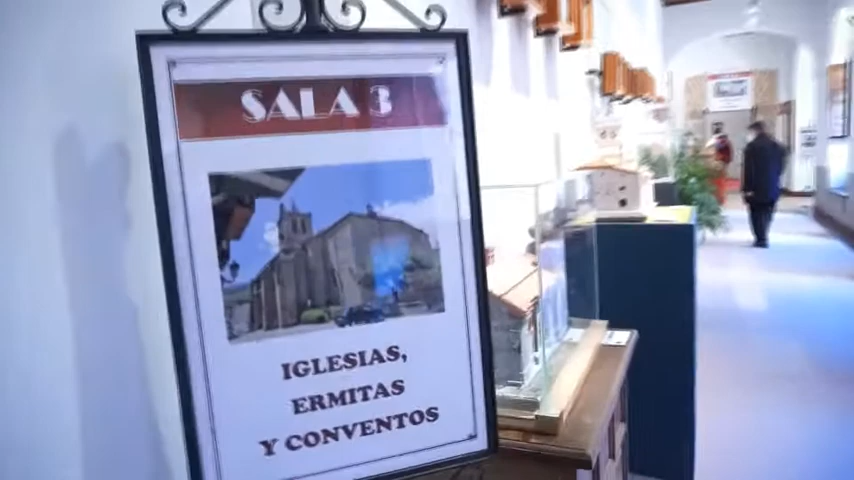 SALA 3
IGLESIAS,
ERMITAS
Y CONVENTOS